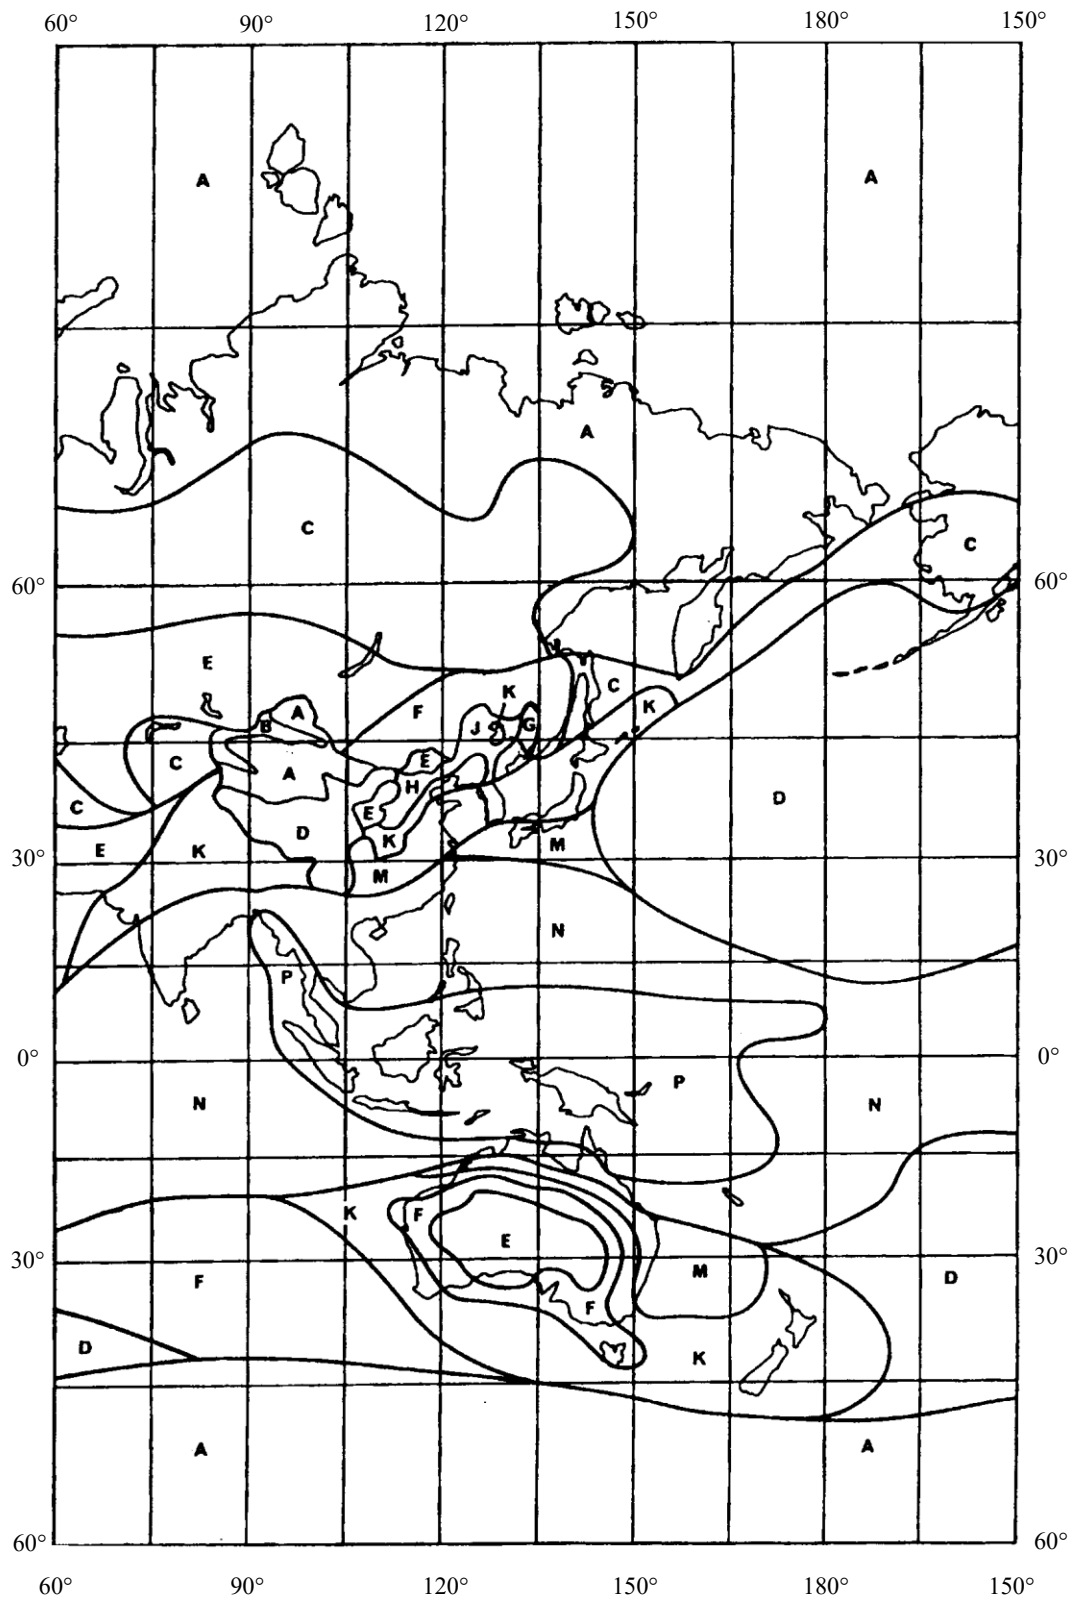 60° 90° 120° 150° 180° 150°
A A
A
C C
60° 60°
E
K C
A K
B F J G
C E
A
H D
C E
D
K
E K M
30° 30°
M
N
P
0° 0°
P
N N
K F
E
30° 30°
F M D
F
D K
A A
60° 60°
60° 90° 120° 150° 180° 150°